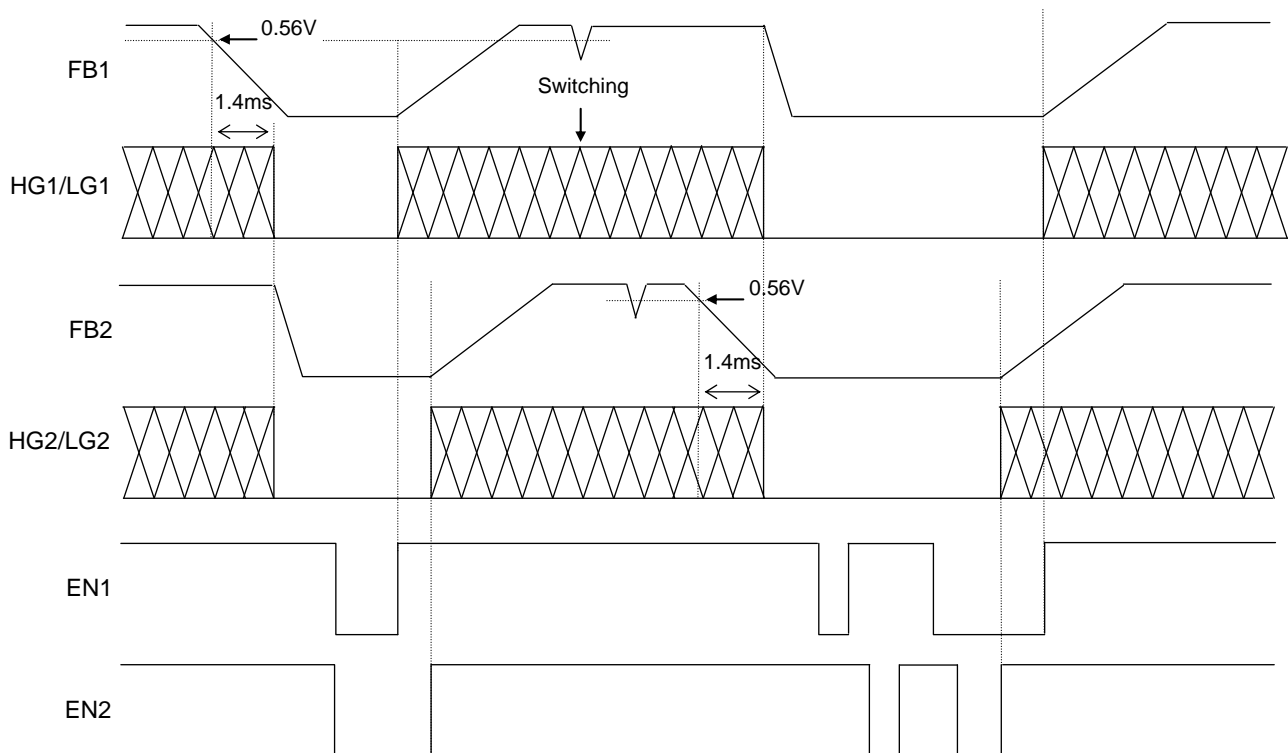 0.56V
FB1
1.4ms
Switching
HG1/LG1
0.56V
FB2
1.4ms
HG2/LG2
EN1
EN2